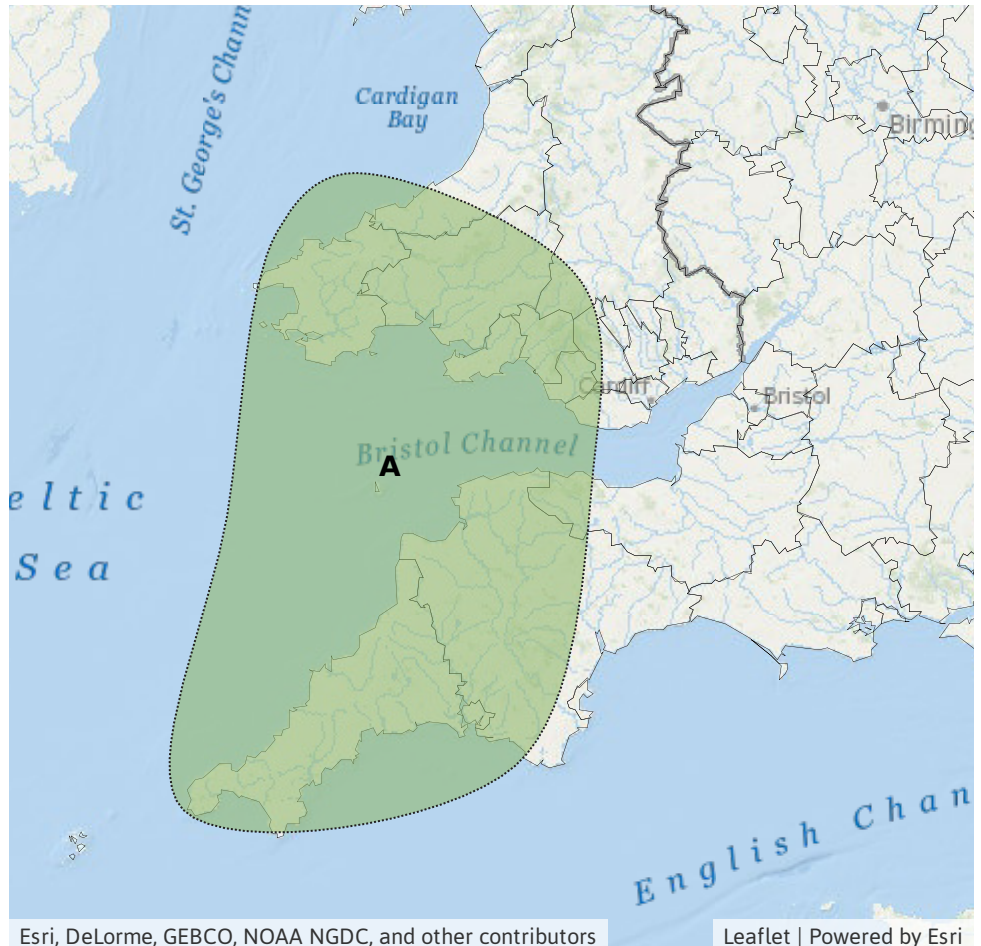 St. George's Chann
Cardigan
Bay
Birming
Cardiff
Bristol
Bristol Channel
A
eltic
Sea
English Chan
Esri, DeLorme, GEBCO, NOAA NGDC, and other contributors
Leaflet | Powered by Esri